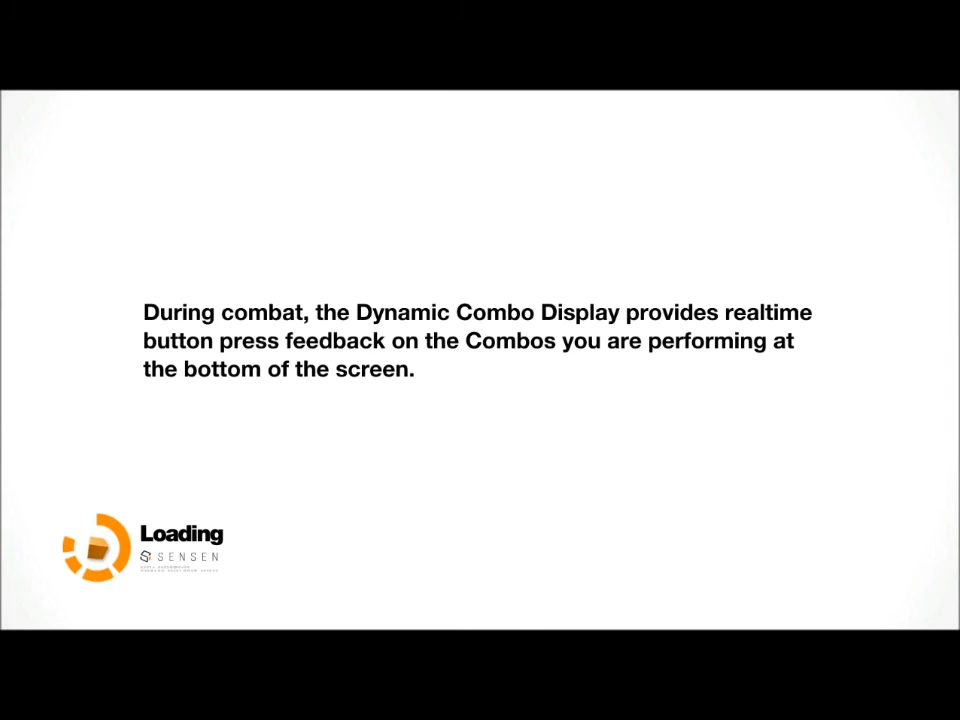 During combat, the Dynamic Combo Display provides realtime
button press feedback on the Combos you are performing at
the bottom of the screen.
Loading
SENSEN